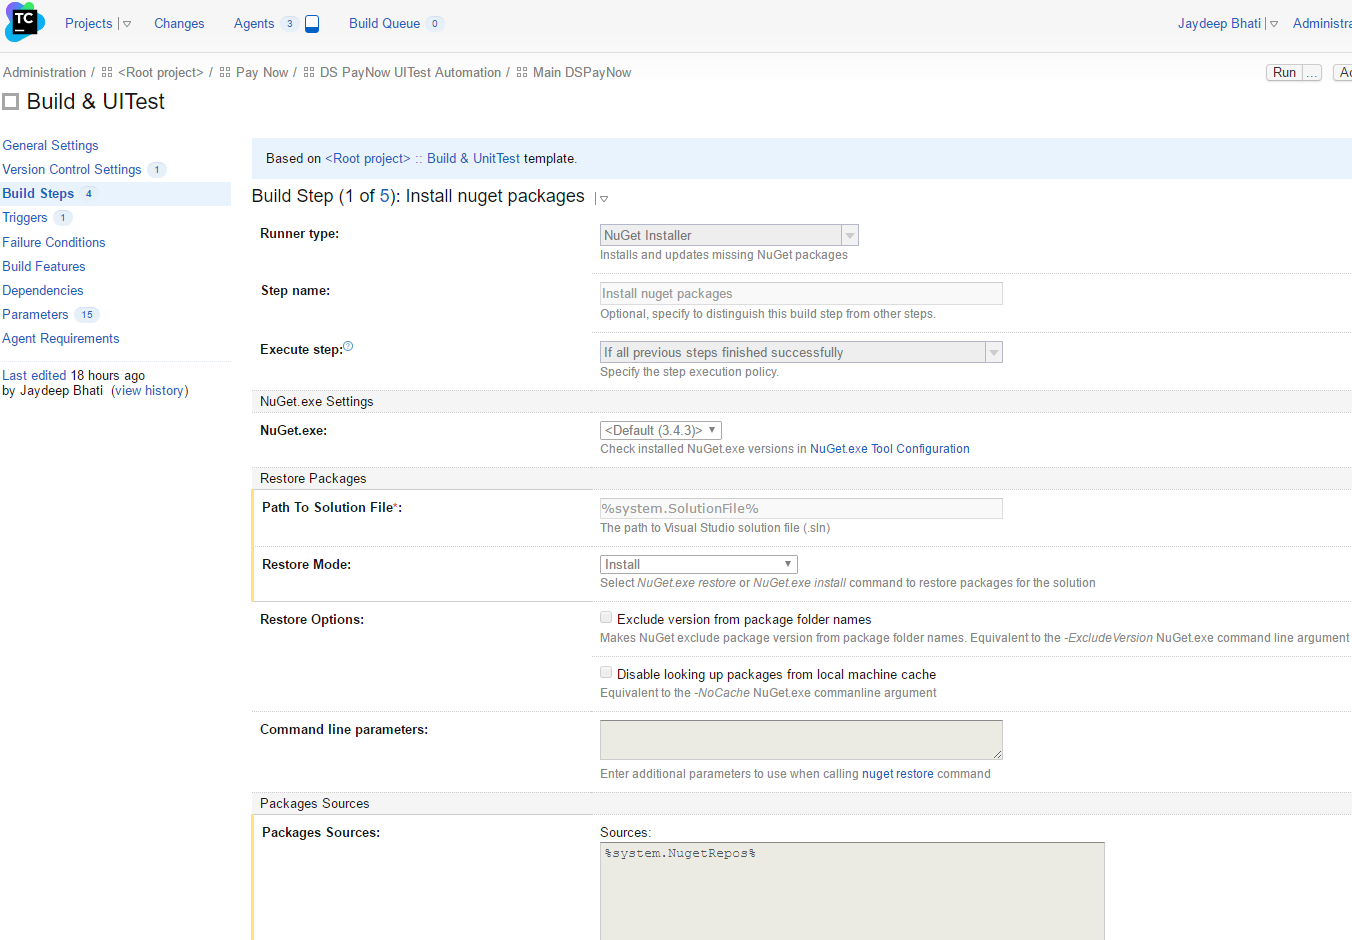 TC
Projects
Changes
Agents 3
Build Queue 0
Jaydeep Bhati
Administra
Administration / <Root project> / Pay Now / DS PayNow UITest Automation / Main DSPayNow
Run ...
Ac
Build & UITest
General Settings
Version Control Settings 1
Build Steps 4
Triggers 1
Failure Conditions
Build Features
Dependencies
Parameters 15
Agent Requirements
Last edited 18 hours ago
by Jaydeep Bhati (view history)
Based on <Root project> :: Build & UnitTest template.
Build Step (1 of 5): Install nuget packages
Runner type:
NuGet Installer
Installs and updates missing NuGet packages
Step name:
Install nuget packages
Optional, specify to distinguish this build step from other steps.
Execute step:?
If all previous steps finished successfully
Specify the step execution policy.
NuGet.exe Settings
NuGet.exe:
<Default (3.4.3)>
Check installed NuGet.exe versions in NuGet.exe Tool Configuration
Restore Packages
Path To Solution File*:
%system.SolutionFile%
The path to Visual Studio solution file (.sln)
Restore Mode:
Install
Select NuGet.exe restore or NuGet.exe install command to restore packages for the solution
Restore Options:
Exclude version from package folder names
Makes NuGet exclude package version from package folder names. Equivalent to the -ExcludeVersion NuGet.exe command line argument
Disable looking up packages from local machine cache
Equivalent to the -NoCache NuGet.exe commanline argument
Command line parameters:
Enter additional parameters to use when calling nuget restore command
Packages Sources
Packages Sources:
Sources:
%system.NugetRepos%